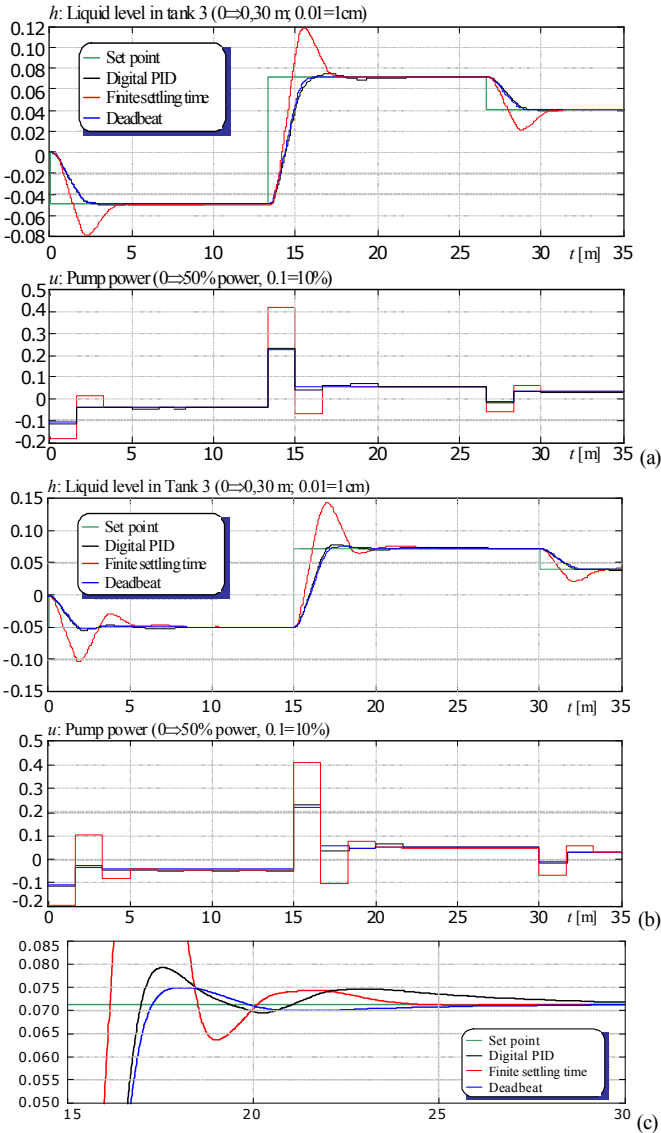 h: Liquid level in tank 3 (0⇒0,30 m; 0.01=1cm)
0.12
0.10
0.08
0.06
0.04
0.02
0
-0.02
-0.04
-0.06
-0.08
Set point
Digital PID
Finite settling time
Deadbeat
0 5 10 15 20 25 30 t [m] 35
u: Pump power (0⇒50% power, 0.1=10%)
0.5
0.4
0.3
0.2
0.1
0
-0.1
-0.2
0 5 10 15 20 25 30 t [m] 35
(a)
h: Liquid level in Tank 3 (0⇒0,30 m; 0.01=1cm)
0.15
0.10
0.05
0
-0.05
-0.10
-0.15
Set point
Digital PID
Finite settling time
Deadbeat
0 5 10 15 20 25 30 t [m] 35
u: Pump power (0⇒50% power, 0.1=10%)
0.5
0.4
0.3
0.2
0.1
0
-0.1
-0.2
0 5 10 15 20 25 30 t [m] 35
(b)
0.085
0.080
0.075
0.070
0.065
0.060
0.055
0.050
Set point
Digital PID
Finite settling time
Deadbeat
15 20 25 30
(c)